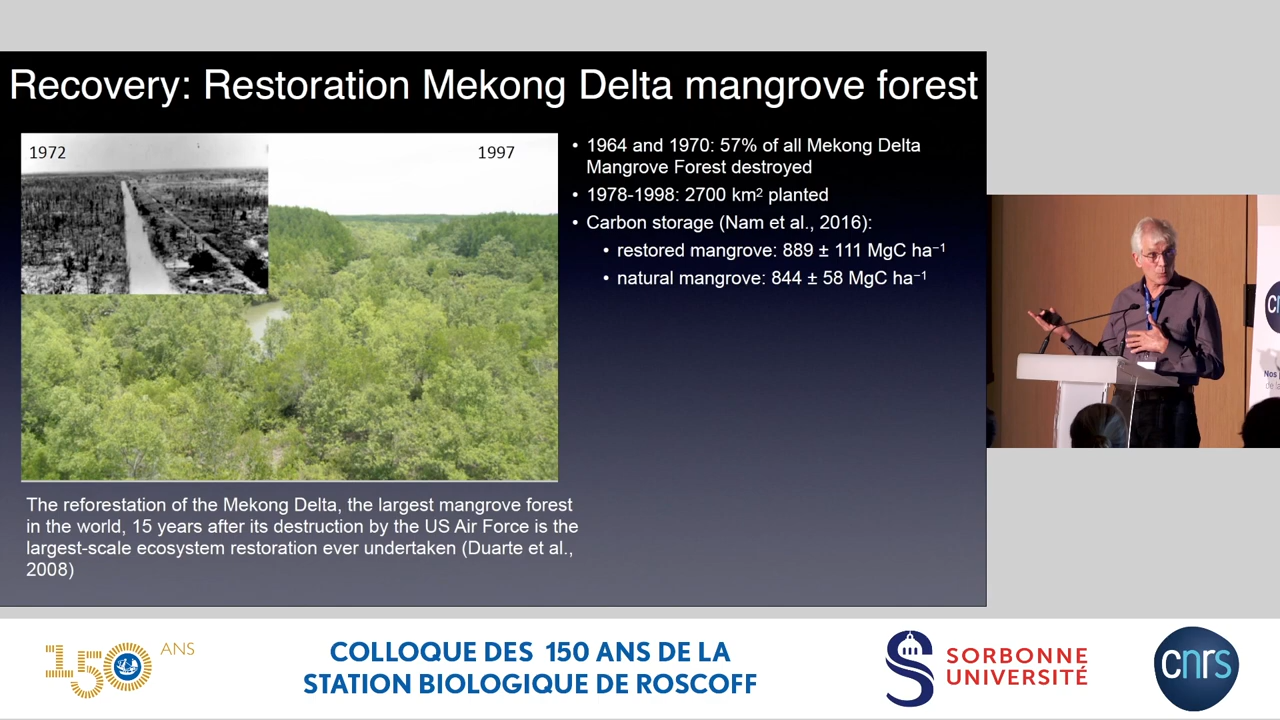 Recovery: Restoration Mekong Delta mangrove forest
1972
1997
• 1964 and 1970: 57% of all Mekong Delta
Mangrove Forest destroyed
• 1978-1998: 2700 km² planted
• Carbon storage (Nam et al., 2016):
• restored mangrove: 889 ± 111 MgC ha⁻¹
• natural mangrove: 844 ± 58 MgC ha⁻¹
The reforestation of the Mekong Delta, the largest mangrove forest
in the world, 15 years after its destruction by the US Air Force is the
largest-scale ecosystem restoration ever undertaken (Duarte et al.,
2008)
Nos
de la
150 ANS
COLLOQUE DES 150 ANS DE LA
STATION BIOLOGIQUE DE ROSCOFF
SORBONNE
UNIVERSITÉ
cnrs